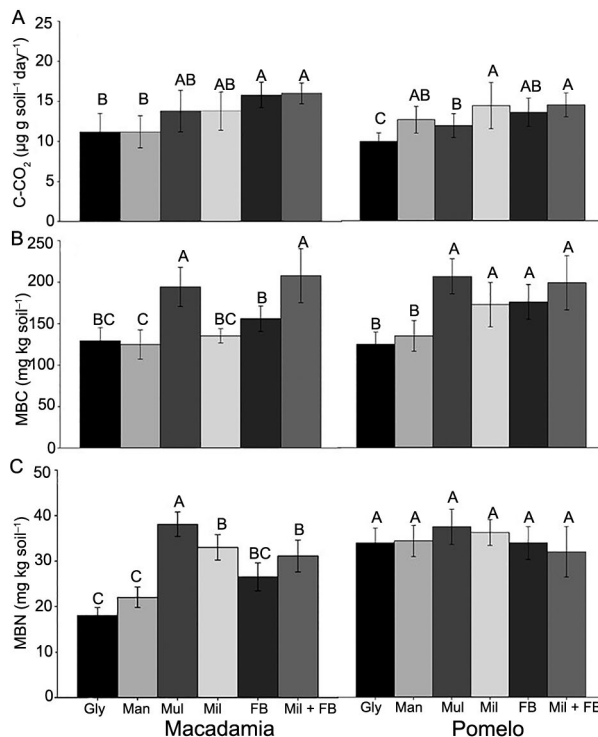 A
C-CO₂ (µg g soil⁻¹ day⁻¹)
25
20
15
10
5
0
B B AB AB A A
C AB B A AB A
B
MBC (mg kg soil⁻¹)
250
200
150
100
50
0
BC C A BC B A
B B A A A A
C
MBN (mg kg soil⁻¹)
50
40
30
20
10
0
C C A B BC B
A A A A A A
Gly Man Mul Mil FB Mil + FB Gly Man Mul Mil FB Mil + FB
Macadamia Pomelo